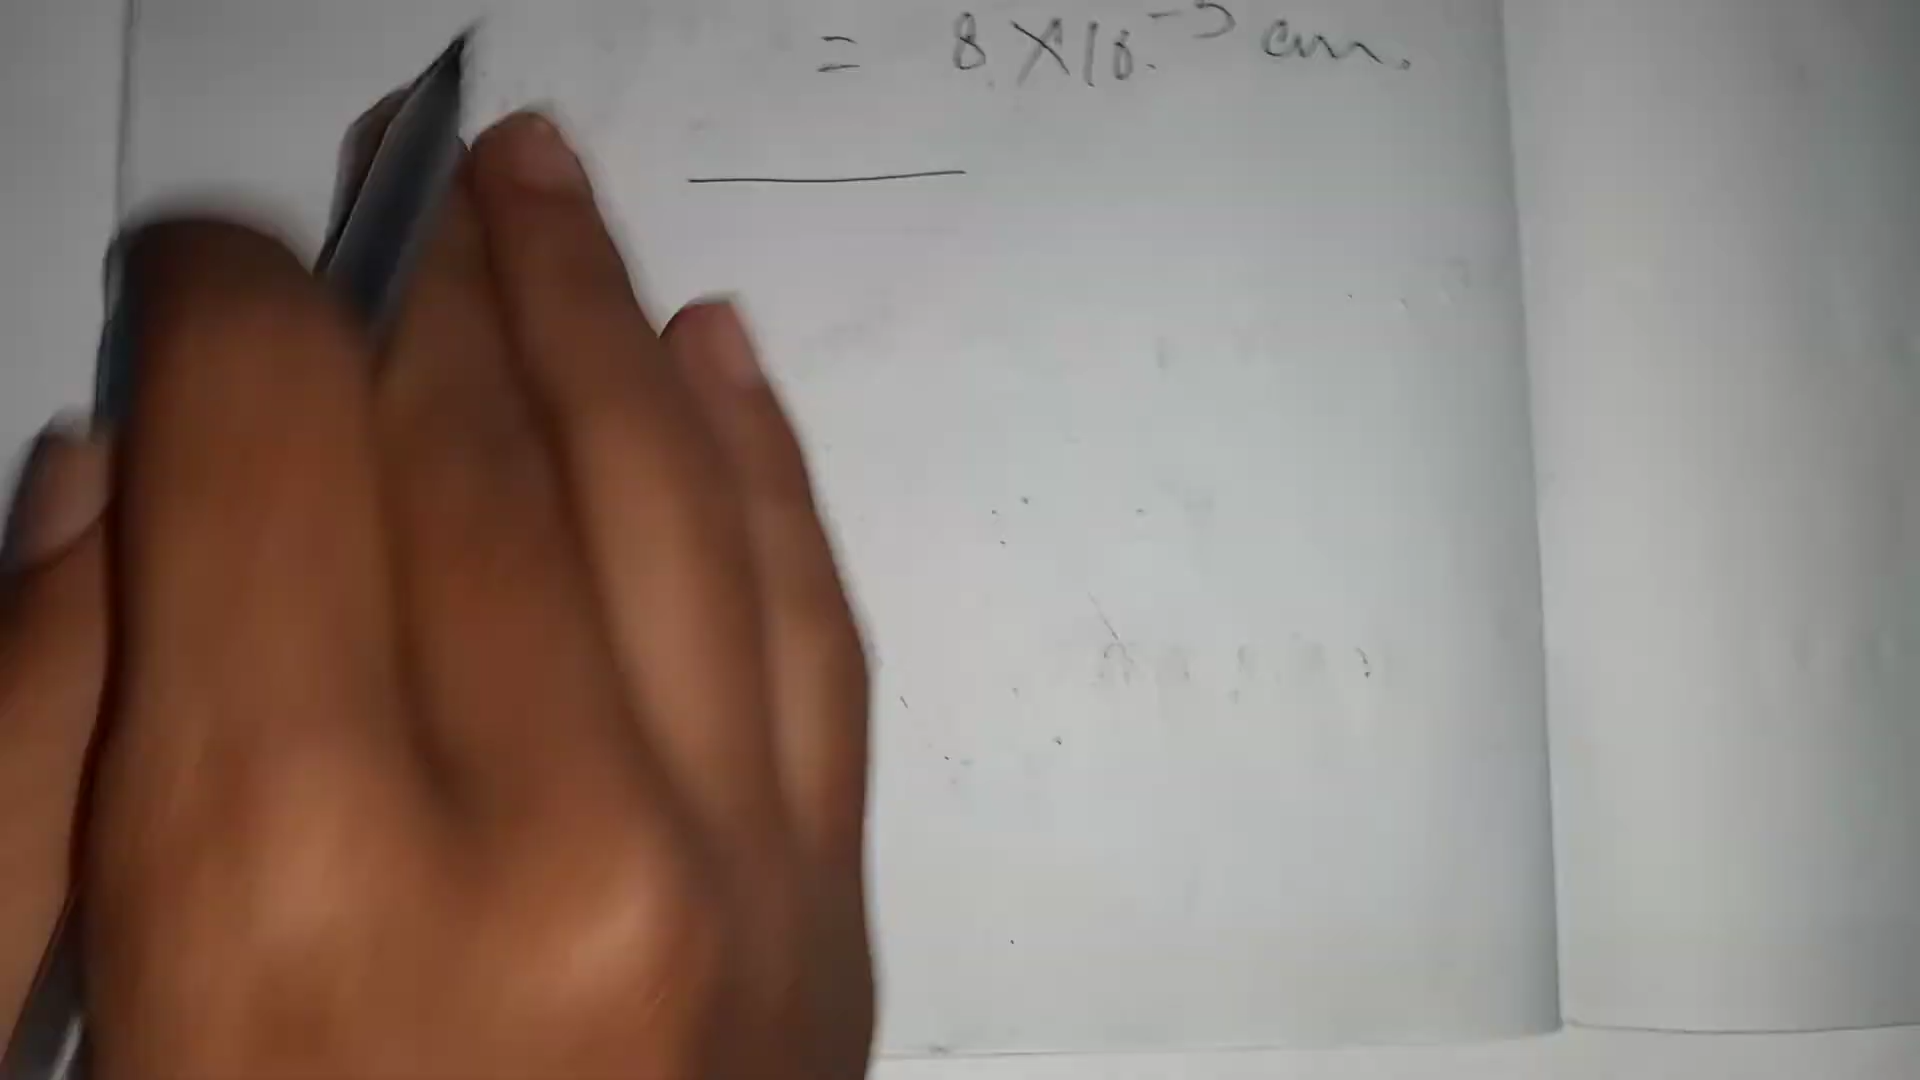 = 8 × 10⁻⁵ cm.